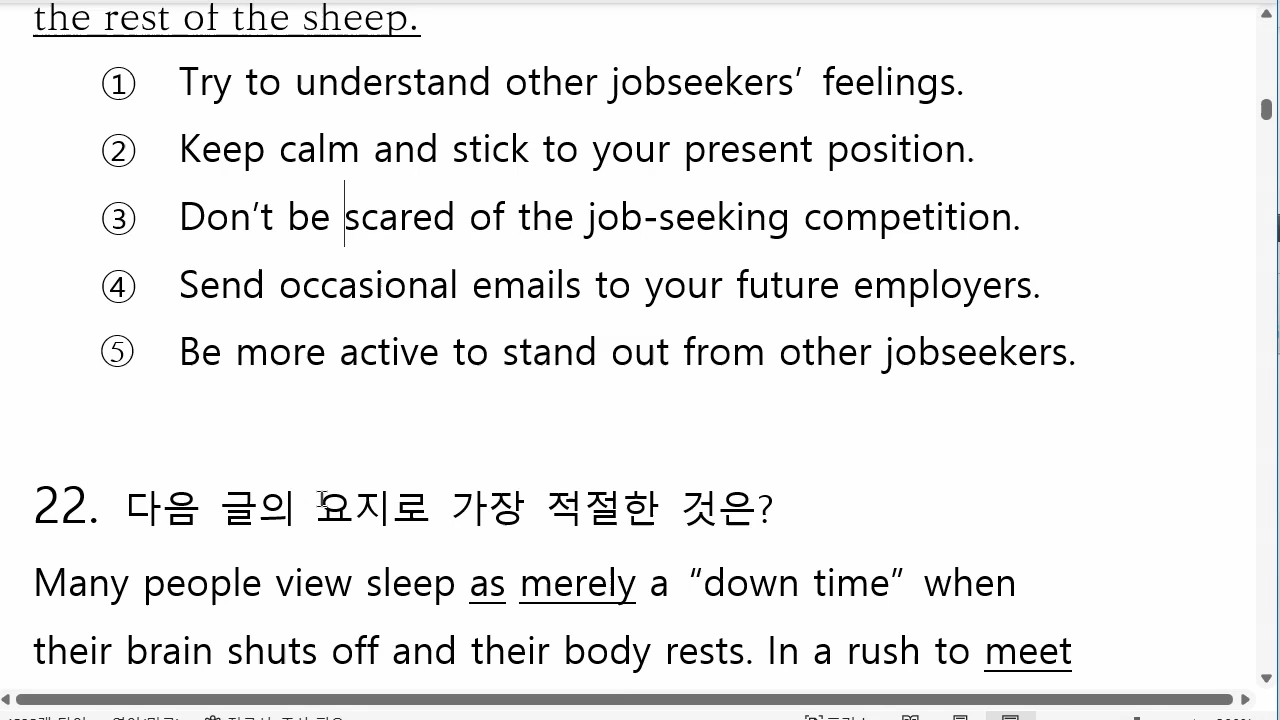 the rest of the sheep.
① Try to understand other jobseekers’ feelings.
② Keep calm and stick to your present position.
③ Don’t be scared of the job-seeking competition.
④ Send occasional emails to your future employers.
⑤ Be more active to stand out from other jobseekers.
22. 다음 글의 요지로 가장 적절한 것은?
Many people view sleep as merely a “down time” when
their brain shuts off and their body rests. In a rush to meet